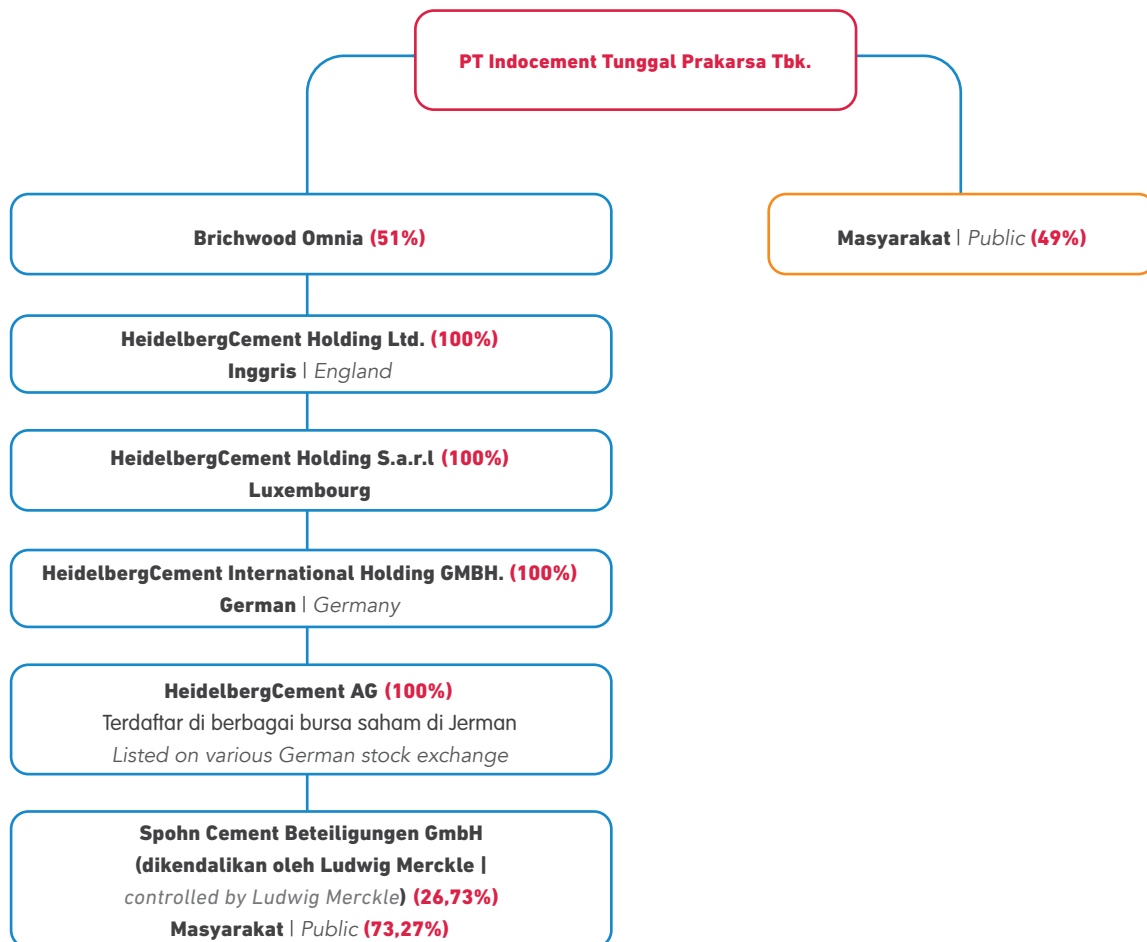 PT Indocement Tunggal Prakarsa Tbk.
Brichwood Omnia (51%)
Masyarakat | Public (49%)
HeidelbergCement Holding Ltd. (100%)
Inggris | England
HeidelbergCement Holding S.a.r.l (100%)
Luxembourg
HeidelbergCement International Holding GMBH. (100%)
German | Germany
HeidelbergCement AG (100%)
Terdaftar di berbagai bursa saham di Jerman
Listed on various German stock exchange
Spohn Cement Beteiligungen GmbH
(dikendalikan oleh Ludwig Merckle |
controlled by Ludwig Merckle) (26,73%)
Masyarakat | Public (73,27%)